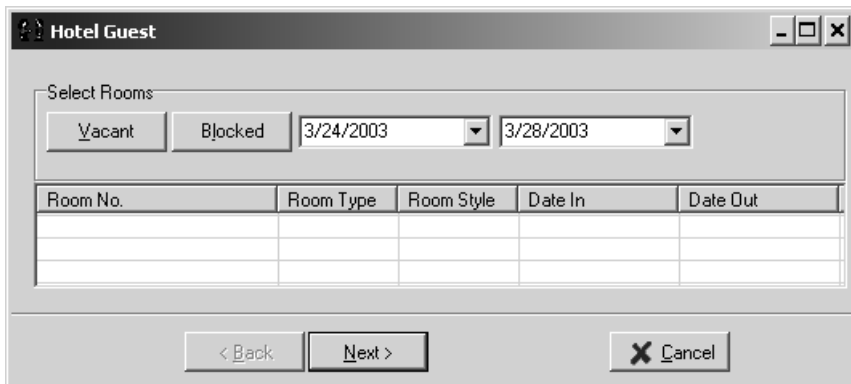 Hotel Guest
Select Rooms
Vacant Blocked 3/24/2003 3/28/2003
Room No. Room Type Room Style Date In Date Out
< Back Next > Cancel